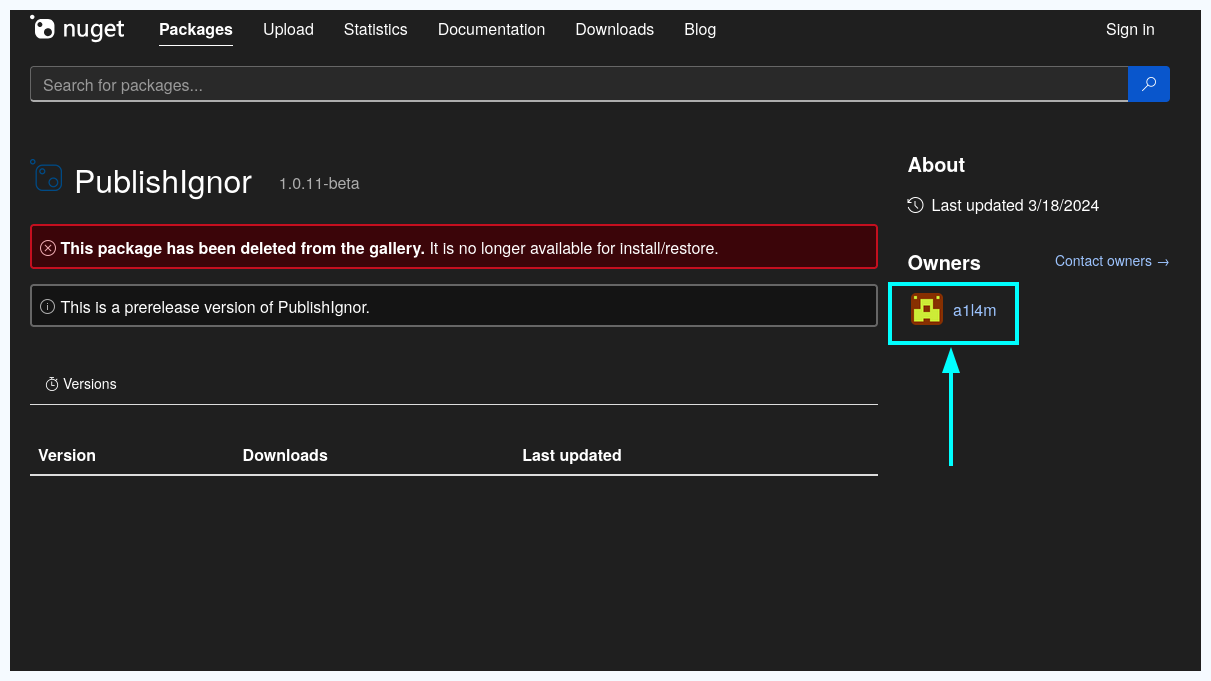 nuget Packages Upload Statistics Documentation Downloads Blog Sign in
Search for packages...
PublishIgnor 1.0.11-beta
This package has been deleted from the gallery. It is no longer available for install/restore.
This is a prerelease version of PublishIgnor.
Versions
Version Downloads Last updated
About
Last updated 3/18/2024
Owners Contact owners →
a1l4m